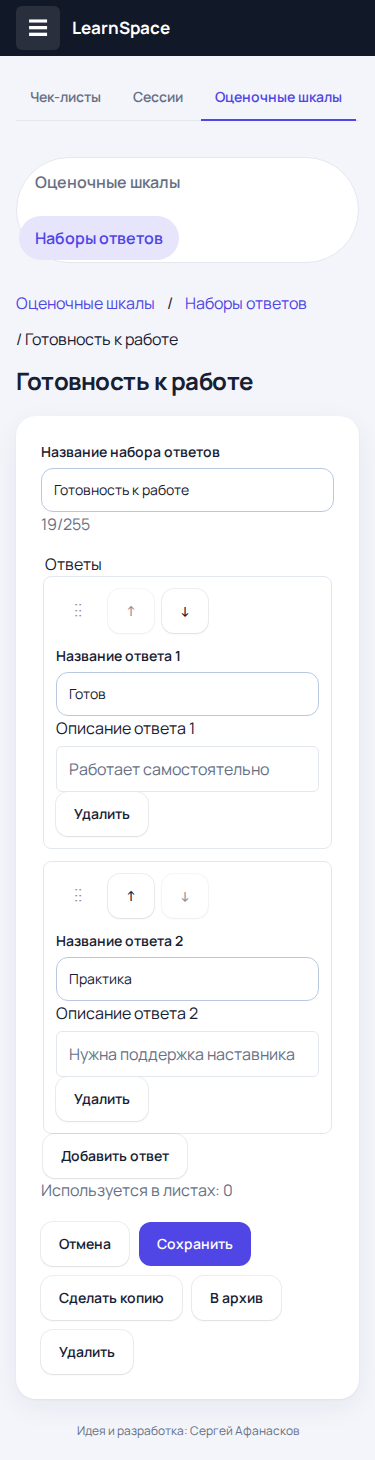 ☰ LearnSpace
Чек-листы Сессии Оценочные шкалы
Оценочные шкалы
Наборы ответов
Оценочные шкалы / Наборы ответов
/ Готовность к работе
Готовность к работе
Название набора ответов
Готовность к работе
19/255
Ответы
↑ ↓
Название ответа 1
Готов
Описание ответа 1
Работает самостоятельно
Удалить
↑ ↓
Название ответа 2
Практика
Описание ответа 2
Нужна поддержка наставника
Удалить
Добавить ответ
Используется в листах: 0
Отмена Сохранить
Сделать копию В архив
Удалить
Идея и разработка: Сергей Афанасков